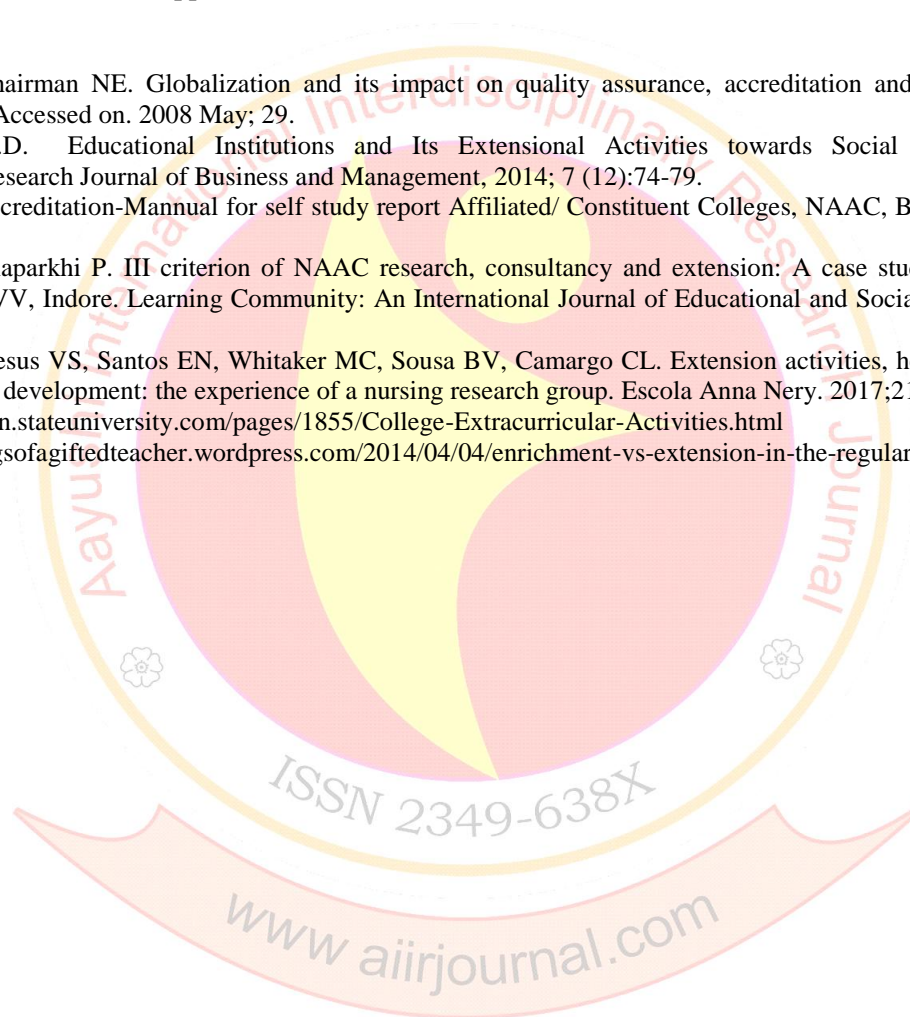 hairman NE. Globalization and its impact on quality assurance, accreditation and
Accessed on. 2008 May; 29.
.D. Educational Institutions and Its Extensional Activities towards Social
esearch Journal of Business and Management, 2014; 7 (12):74-79.
ccreditation-Mannual for self study report Affiliated/ Constituent Colleges, NAAC, B
aparkhi P. III criterion of NAAC research, consultancy and extension: A case stud
VV, Indore. Learning Community: An International Journal of Educational and Socia
esus VS, Santos EN, Whitaker MC, Sousa BV, Camargo CL. Extension activities, h
development: the experience of a nursing research group. Escola Anna Nery. 2017;21
n.stateuniversity.com/pages/1855/College-Extracurricular-Activities.html
gsofagiftedteacher.wordpress.com/2014/04/04/enrichment-vs-extension-in-the-regular
Aayushi International Interdisciplinary Research Journal
ISSN 2349-638X
www aiirjournal.com